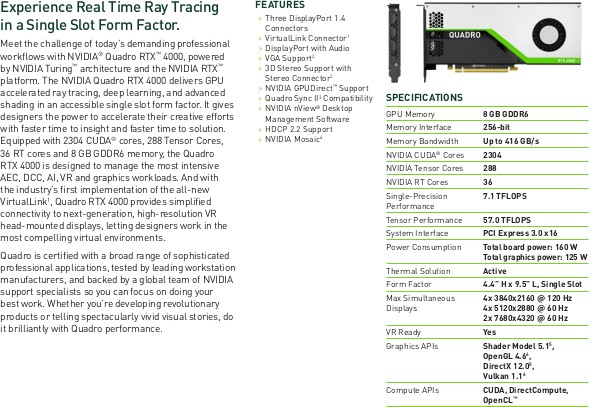 Experience Real Time Ray Tracing
in a Single Slot Form Factor.
Meet the challenge of today's demanding professional
workflows with NVIDIA® Quadro RTX™ 4000, powered
by NVIDIA Turing™ architecture and the NVIDIA RTX™
platform. The NVIDIA Quadro RTX 4000 delivers GPU
accelerated ray tracing, deep learning, and advanced
shading in an accessible single slot form factor. It gives
designers the power to accelerate their creative efforts
with faster time to insight and faster time to solution.
Equipped with 2304 CUDA® cores, 288 Tensor Cores,
36 RT cores and 8 GB GDDR6 memory, the Quadro
RTX 4000 is designed to manage the most intensive
AEC, DCC, AI, VR and graphics workloads. And with
the industry's first implementation of the all-new
VirtualLink¹, Quadro RTX 4000 provides simplified
connectivity to next-generation, high-resolution VR
head-mounted displays, letting designers work in the
most compelling virtual environments.
Quadro is certified with a broad range of sophisticated
professional applications, tested by leading workstation
manufacturers, and backed by a global team of NVIDIA
support specialists so you can focus on doing your
best work. Whether you're developing revolutionary
products or telling spectacularly vivid visual stories, do
it brilliantly with Quadro performance.
FEATURES
> Three DisplayPort 1.4
Connectors
> VirtualLink Connector¹
> DisplayPort with Audio
> VGA Support²
> 3D Stereo Support with
Stereo Connector²
> NVIDIA GPUDirect™ Support
> Quadro Sync II³ Compatibility
> NVIDIA nView® Desktop
Management Software
> HDCP 2.2 Support
> NVIDIA Mosaic⁴
QUADRO
RTX 4000
SPECIFICATIONS
GPU Memory 8 GB GDDR6
Memory Interface 256-bit
Memory Bandwidth Up to 416 GB/s
NVIDIA CUDA® Cores 2304
NVIDIA Tensor Cores 288
NVIDIA RT Cores 36
Single-Precision 7.1 TFLOPS
Performance
Tensor Performance 57.0 TFLOPS
System Interface PCI Express 3.0 x 16
Power Consumption Total board power: 160 W
Total graphics power: 125 W
Thermal Solution Active
Form Factor 4.4" H x 9.5" L, Single Slot
Max Simultaneous 4x 3840x2160 @ 120 Hz
Displays 4x 5120x2880 @ 60 Hz
2x 7680x4320 @ 60 Hz
VR Ready Yes
Graphics APIs Shader Model 5.1⁵,
OpenGL 4.6⁶,
DirectX 12.0⁵,
Vulkan 1.1⁶
Compute APIs CUDA, DirectCompute,
OpenCL™